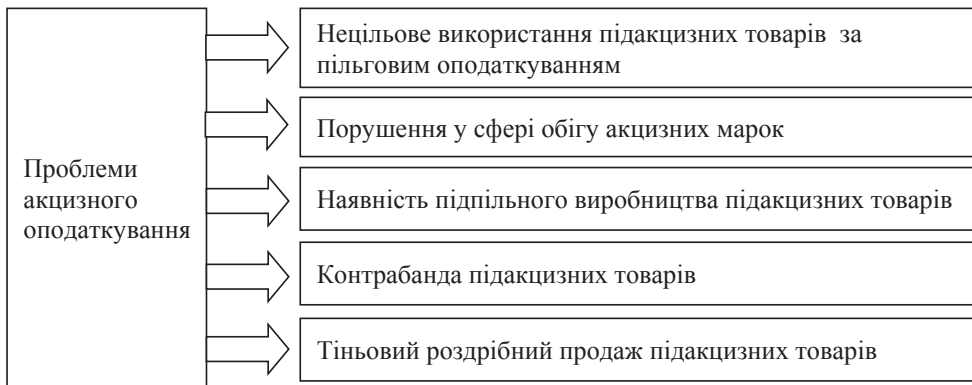 Проблеми
акцизного
оподаткування
Нецільове використання підакцизних товарів за
пільговим оподаткуванням
Порушення у сфері обігу акцизних марок
Наявність підпільного виробництва підакцизних товарів
Контрабанда підакцизних товарів
Тіньовий роздрібний продаж підакцизних товарів